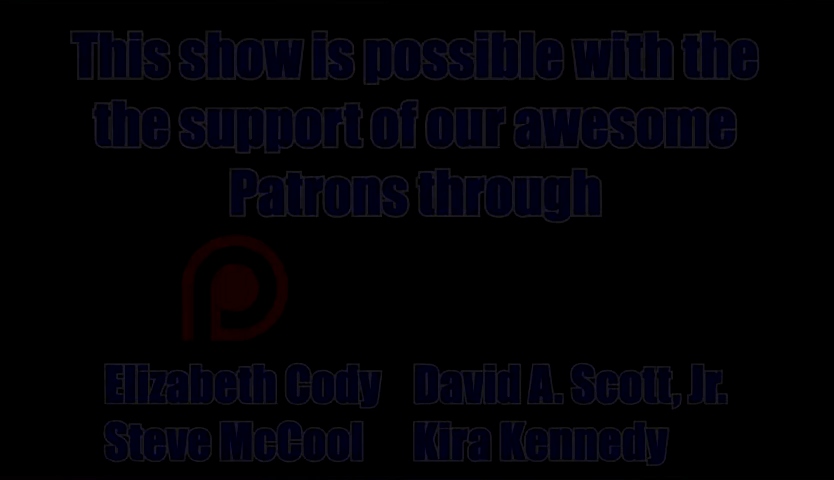 This show is possible with the
the support of our awesome
Patrons through
Elizabeth Cody David A. Scott, Jr.
Steve McCool Kira Kennedy